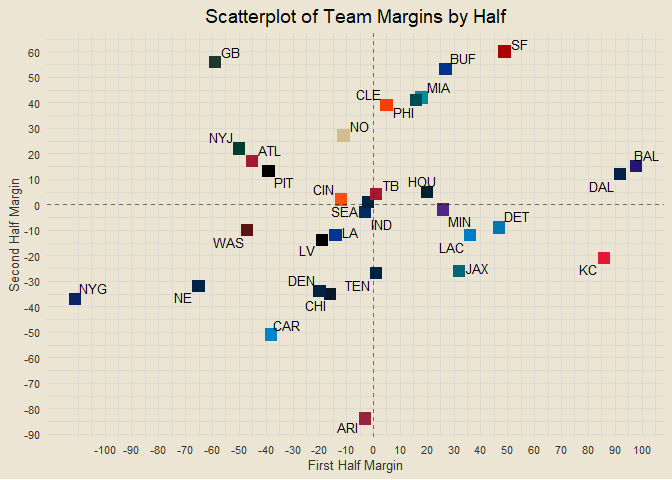 Scatterplot of Team Margins by Half
60
GB
SF
50
BUF
40
CLE
MIA
PHI
30
NO
20
NYJ
ATL
BAL
10
PIT
CIN
TB
HOU
DAL
0
SEA
IND
MIN
DET
-10
WAS
LV
LA
LAC
-20
JAX
KC
-30
NYG
NE
DEN
TEN
-40
CHI
-50
CAR
-60
-70
-80
ARI
-90
Second Half Margin
-100 -90 -80 -70 -60 -50 -40 -30 -20 -10 0 10 20 30 40 50 60 70 80 90 100
First Half Margin